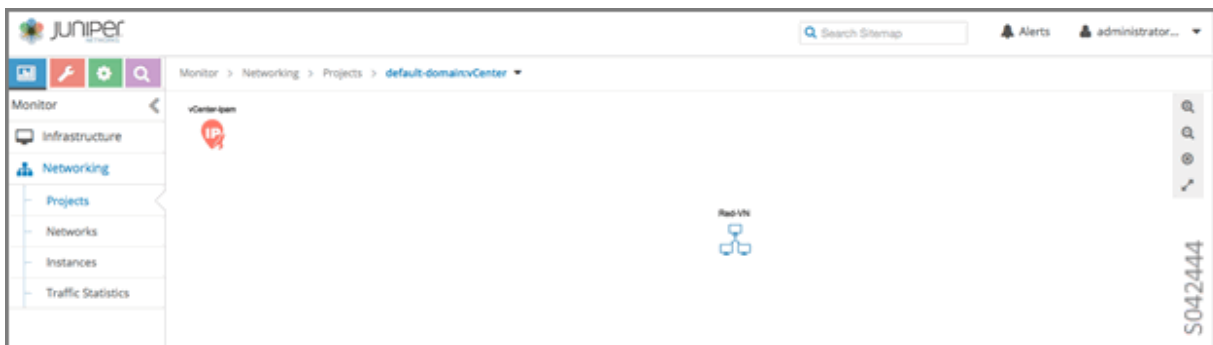 JUNIPER
NETWORKS
Search Sitemap
Alerts
administrator...
Monitor > Networking > Projects > default-domain:vCenter
Monitor
vCenter-ipam
IP
Infrastructure
Networking
Projects
Red-VN
Networks
Instances
Traffic Statistics
S042444